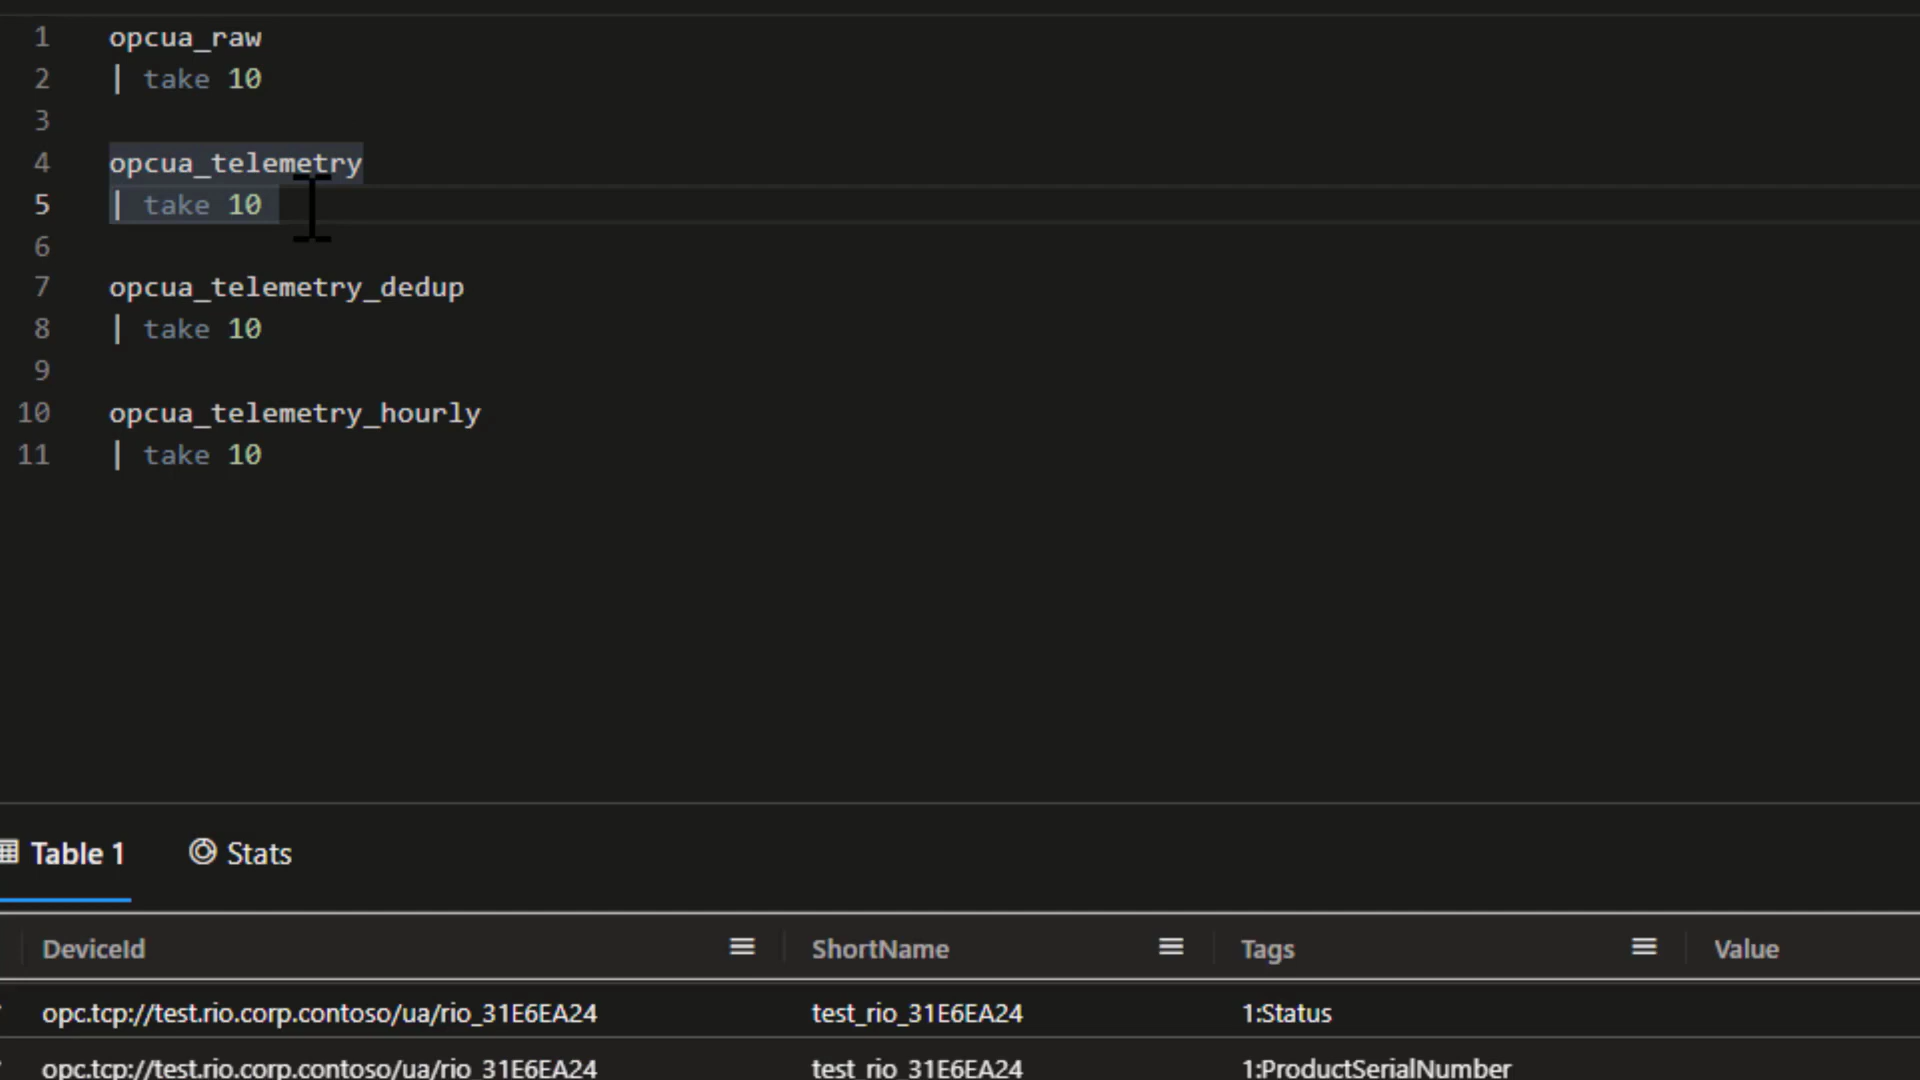 1 opcua_raw
2 | take 10
3
4 opcua_telemetry
5 | take 10
6
7 opcua_telemetry_dedup
8 | take 10
9
10 opcua_telemetry_hourly
11 | take 10
Table 1 Stats
DeviceId ShortName Tags Value
opc.tcp://test.rio.corp.contoso/ua/rio_31E6EA24 test_rio_31E6EA24 1:Status
opc.tcp://test.rio.corp.contoso/ua/rio_31E6EA24 test_rio_31E6EA24 1:ProductSerialNumber